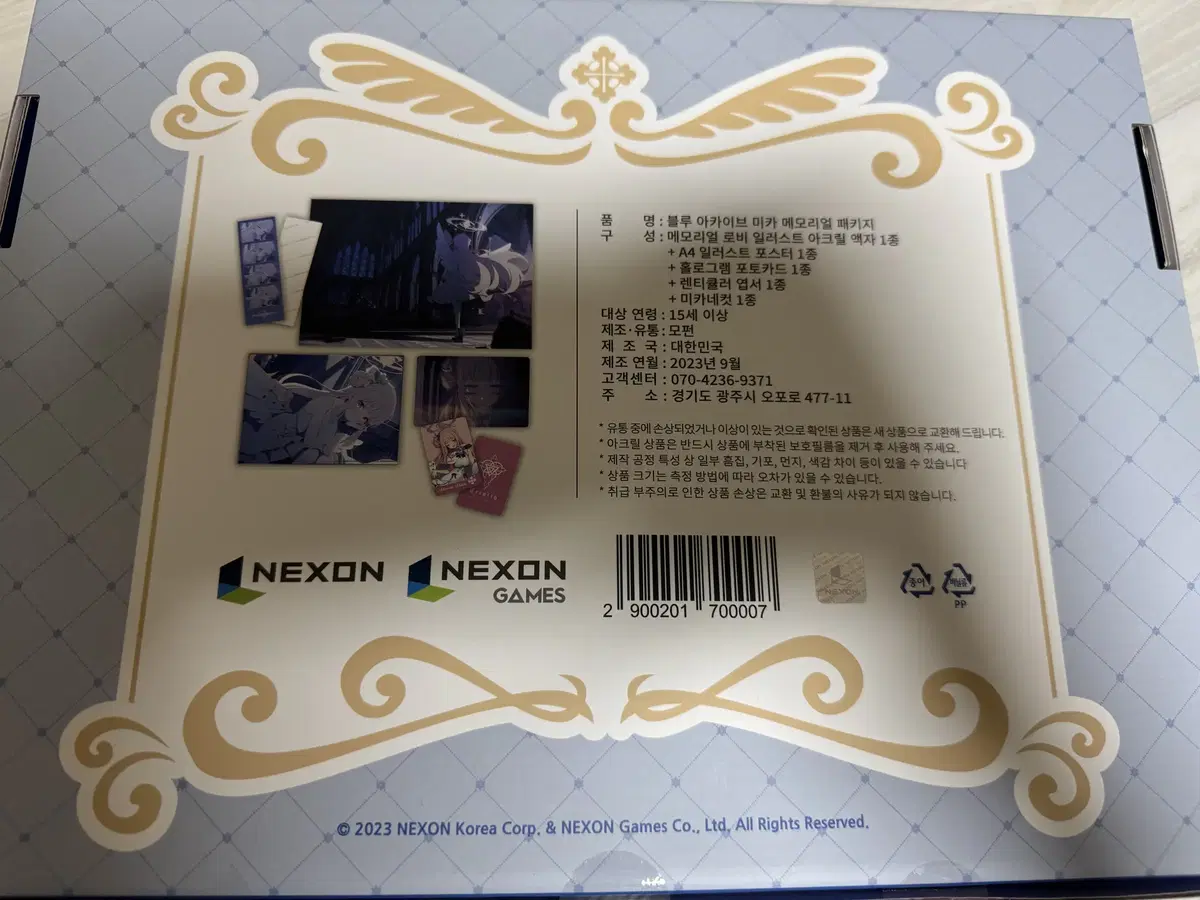 품 명 : 블루 아카이브 미카 메모리얼 패키지
구 성 : 메모리얼 로비 일러스트 아크릴 액자 1종
+ A4 일러스트 포스터 1종
+ 홀로그램 포토카드 1종
+ 렌티큘러 엽서 1종
+ 미카네컷 1종
대상 연령 : 15세 이상
제조·유통 : 모펀
제 조 국 : 대한민국
제조 연월 : 2023년 9월
고객센터 : 070-4236-9371
주 소 : 경기도 광주시 오포로 477-11
* 유통 중에 손상되었거나 이상이 있는 것으로 확인된 상품은 새 상품으로 교환해 드립니다.
* 아크릴 상품은 반드시 상품에 부착된 보호필름을 제거 후 사용해 주세요.
* 제작 공정 특성 상 일부 흠집, 기포, 먼지, 색감 차이 등이 있을 수 있습니다
* 상품 크기는 측정 방법에 따라 오차가 있을 수 있습니다.
* 취급 부주의로 인한 상품 손상은 교환 및 환불의 사유가 되지 않습니다.
NEXON
NEXON
GAMES
2 900201 700007
NEXON
종이
비닐류
PP
© 2023 NEXON Korea Corp. & NEXON Games Co., Ltd. All Rights Reserved.